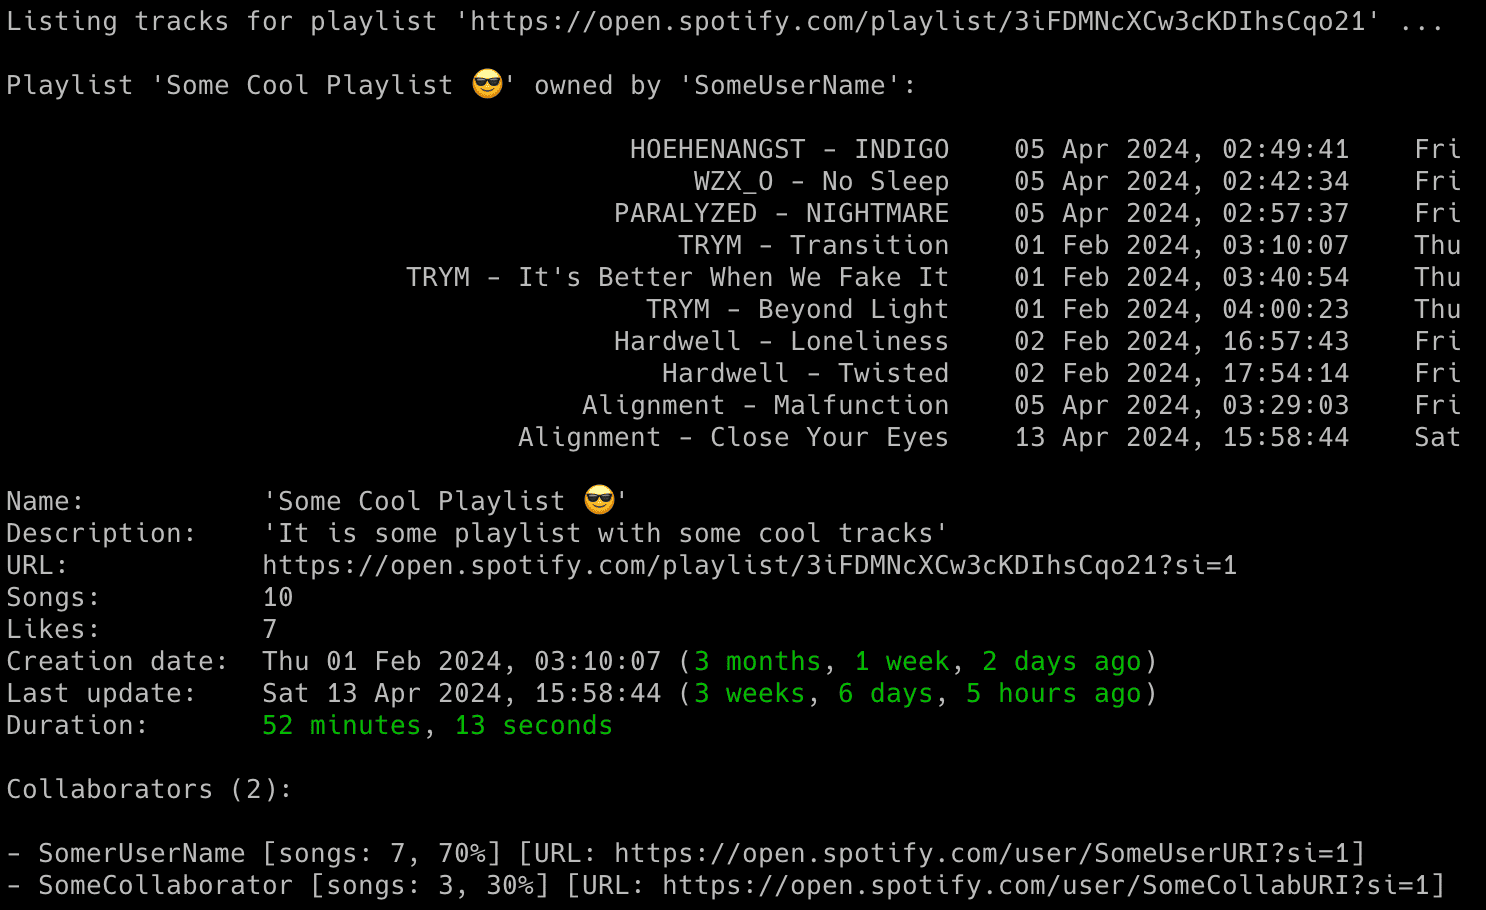 Listing tracks for playlist 'https://open.spotify.com/playlist/3iFDMNcXCw3cKDIhsCqo21' ...
Playlist 'Some Cool Playlist 😎' owned by 'SomeUserName':
HOEHENANGST - INDIGO    05 Apr 2024, 02:49:41    Fri
WZX_O - No Sleep    05 Apr 2024, 02:42:34    Fri
PARALYZED - NIGHTMARE    05 Apr 2024, 02:57:37    Fri
TRYM - Transition    01 Feb 2024, 03:10:07    Thu
TRYM - It's Better When We Fake It    01 Feb 2024, 03:40:54    Thu
TRYM - Beyond Light    01 Feb 2024, 04:00:23    Thu
Hardwell - Loneliness    02 Feb 2024, 16:57:43    Fri
Hardwell - Twisted    02 Feb 2024, 17:54:14    Fri
Alignment - Malfunction    05 Apr 2024, 03:29:03    Fri
Alignment - Close Your Eyes    13 Apr 2024, 15:58:44    Sat
Name:           'Some Cool Playlist 😎'
Description:    'It is some playlist with some cool tracks'
URL:            https://open.spotify.com/playlist/3iFDMNcXCw3cKDIhsCqo21?si=1
Songs:          10
Likes:          7
Creation date:  Thu 01 Feb 2024, 03:10:07 (3 months, 1 week, 2 days ago)
Last update:    Sat 13 Apr 2024, 15:58:44 (3 weeks, 6 days, 5 hours ago)
Duration:       52 minutes, 13 seconds
Collaborators (2):
- SomerUserName [songs: 7, 70%] [URL: https://open.spotify.com/user/SomeUserURI?si=1]
- SomeCollaborator [songs: 3, 30%] [URL: https://open.spotify.com/user/SomeCollabURI?si=1]